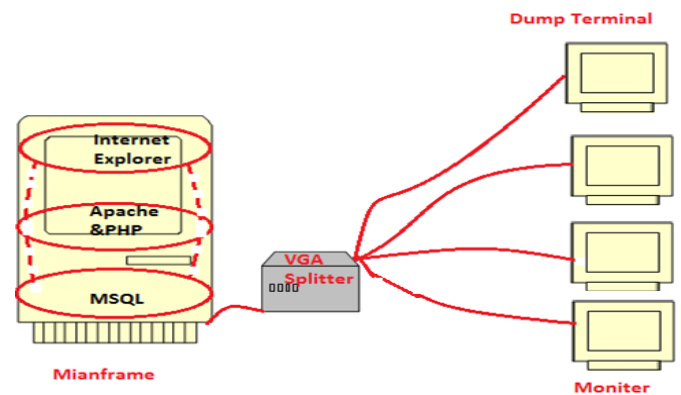 Dump Terminal
Internet
Explorer
Apache
&PHP
MSQL
VGA
Splitter
Mianframe
Moniter